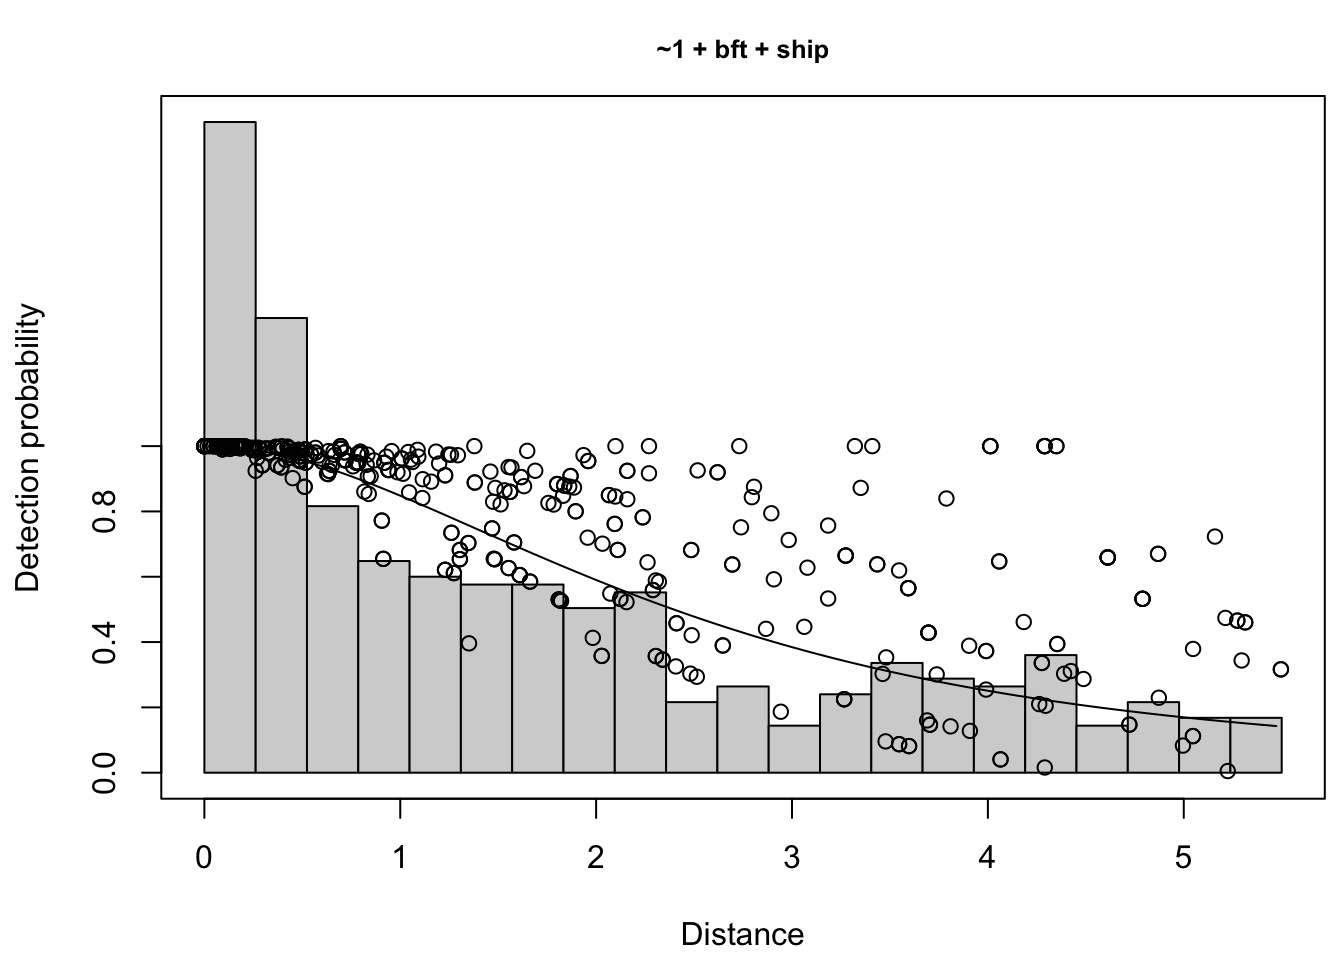 ~1 + bft + ship
Detection probability
0.8
0.4
0.0
0 1 2 3 4 5
Distance